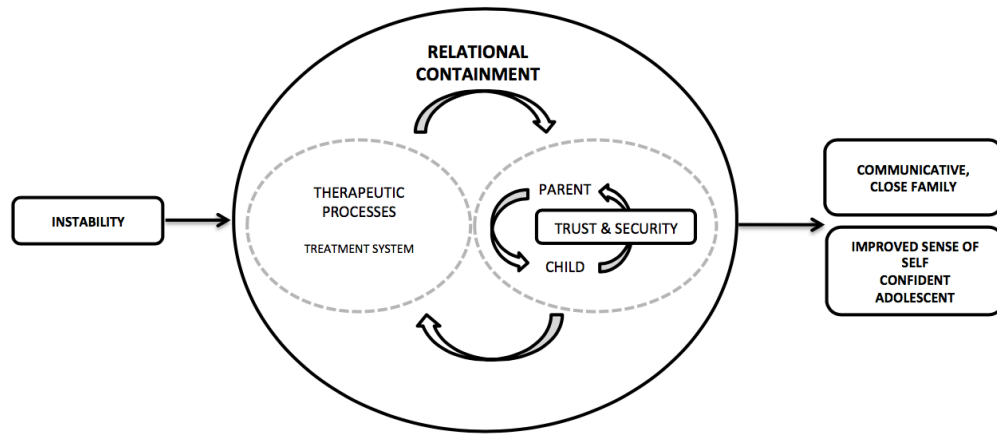 RELATIONAL
CONTAINMENT
INSTABILITY
THERAPEUTIC
PROCESSES
TREATMENT SYSTEM
PARENT
TRUST & SECURITY
CHILD
COMMUNICATIVE,
CLOSE FAMILY
IMPROVED SENSE OF
SELF
CONFIDENT
ADOLESCENT